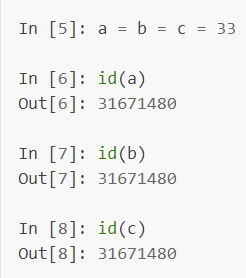 In [5]: a = b = c = 33
In [6]: id(a)
Out[6]: 31671480
In [7]: id(b)
Out[7]: 31671480
In [8]: id(c)
Out[8]: 31671480